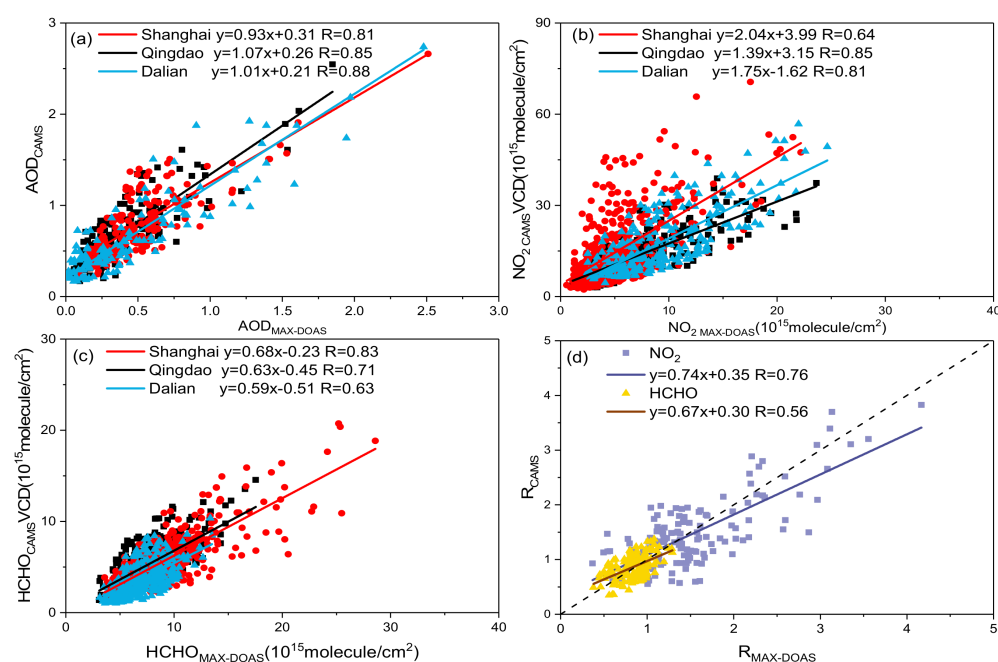 (a)
Shanghai y=0.93x+0.31 R=0.81
Qingdao y=1.07x+0.26 R=0.85
Dalian y=1.01x+0.21 R=0.88
AOD_CAMS
3
2
1
0
0.0 0.5 1.0 1.5 2.0 2.5 3.0
AOD_MAX-DOAS
(b)
Shanghai y=2.04x+3.99 R=0.64
Qingdao y=1.39x+3.15 R=0.85
Dalian y=1.75x-1.62 R=0.81
NO2 CAMS VCD(10^15 molecule/cm^2)
90
60
30
0
0 10 20 30 40
NO2 MAX-DOAS(10^15 molecule/cm^2)
(c)
Shanghai y=0.68x-0.23 R=0.83
Qingdao y=0.63x-0.45 R=0.71
Dalian y=0.59x-0.51 R=0.63
HCHO_CAMS VCD(10^15 molecule/cm^2)
30
20
10
0
0 10 20 30 40
HCHO_MAX-DOAS(10^15 molecule/cm^2)
(d)
NO2
y=0.74x+0.35 R=0.76
HCHO
y=0.67x+0.30 R=0.56
R_CAMS
5
4
3
2
1
0
0 1 2 3 4 5
R_MAX-DOAS